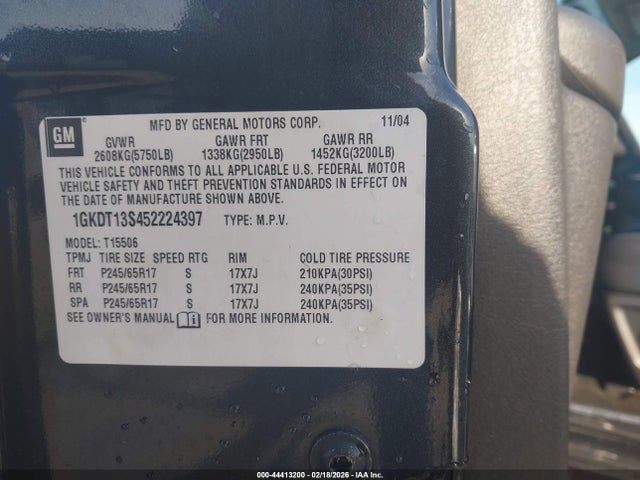 GM
MFD BY GENERAL MOTORS CORP. 11/04
GVWR GAWR FRT GAWR RR
2608KG(5750LB) 1338KG(2950LB) 1452KG(3200LB)
THIS VEHICLE CONFORMS TO ALL APPLICABLE U.S. FEDERAL MOTOR
VEHICLE SAFETY AND THEFT PREVENTION STANDARDS IN EFFECT ON
THE DATE OF MANUFACTURE SHOWN ABOVE.
1GKDT13S452224397 TYPE: M.P.V.
MODEL: T15506
TPMJ TIRE SIZE SPEED RTG RIM COLD TIRE PRESSURE
FRT P245/65R17 S 17X7J 210KPA(30PSI)
RR P245/65R17 S 17X7J 240KPA(35PSI)
SPA P245/65R17 S 17X7J 240KPA(35PSI)
SEE OWNER'S MANUAL FOR MORE INFORMATION.
000-44413200 - 02/18/2026 - IAA, Inc.